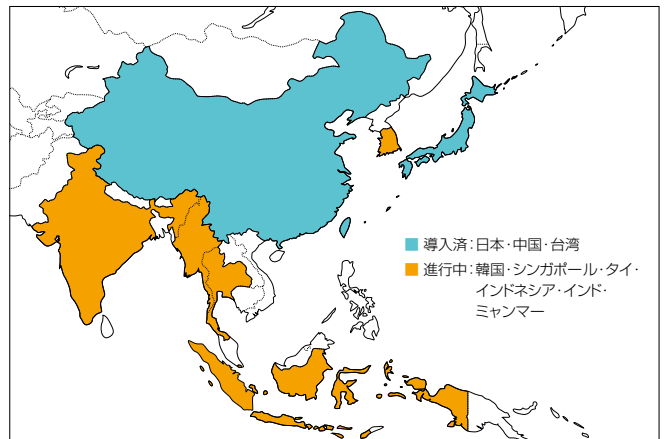 導入済:日本・中国・台湾
進行中:韓国・シンガポール・タイ・
インドネシア・インド・
ミャンマー